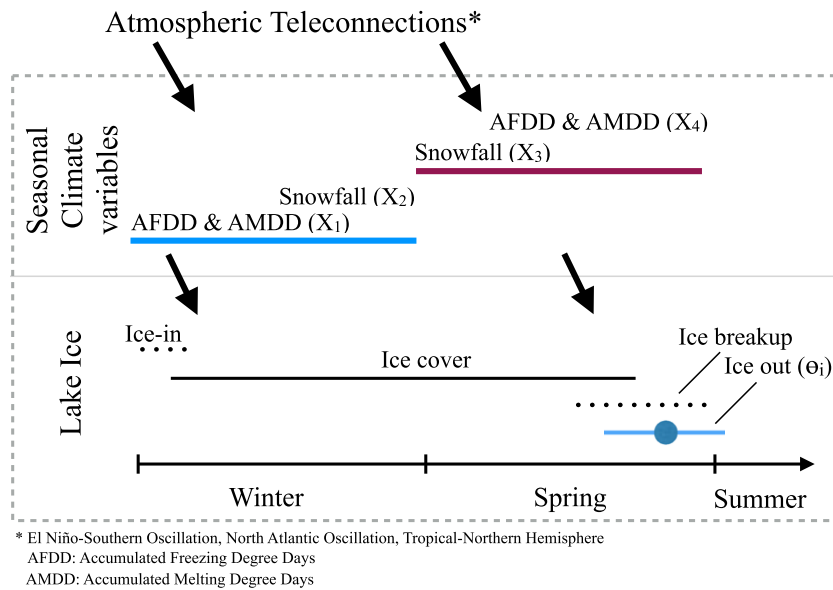 Atmospheric Teleconnections*
Seasonal
Climate
variables
AFDD & AMDD (X₄)
Snowfall (X₃)
Snowfall (X₂)
AFDD & AMDD (X₁)
Lake Ice
Ice-in
Ice cover
Ice breakup
Ice out (ɵᵢ)
Winter
Spring
Summer
* El Niño-Southern Oscillation, North Atlantic Oscillation, Tropical-Northern Hemisphere
AFDD: Accumulated Freezing Degree Days
AMDD: Accumulated Melting Degree Days